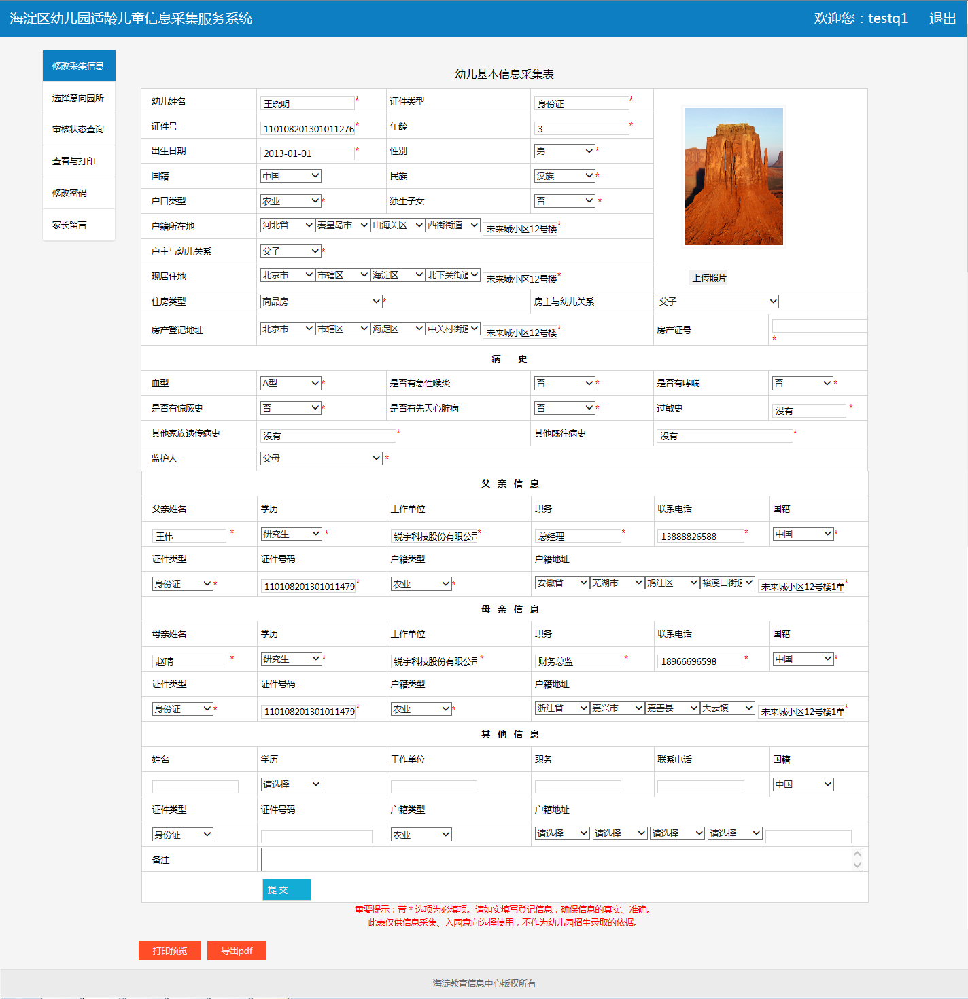 海淀区幼儿园适龄儿童信息采集服务系统 欢迎您：testq1 退出
修改采集信息
选择意向园所
审核状态查询
查看与打印
修改密码
家长留言
幼儿基本信息采集表
幼儿姓名 王晓明 * 证件类型 身份证 *
证件号 110108201301011276 * 年龄 3 *
出生日期 2013-01-01 * 性别 男 *
国籍 中国 民族 汉族 *
户口类型 农业 * 独生子女 否 *
户籍所在地 河北省 秦皇岛市 山海关区 西街街道 未来城小区12号楼 *
户主与幼儿关系 父子 *
现居住地 北京市 市辖区 海淀区 北下关街道 未来城小区12号楼 *
上传照片
住房类型 商品房 * 房主与幼儿关系 父子
房产登记地址 北京市 市辖区 海淀区 中关村街道 未来城小区12号楼 * 房产证号 *
病 史
血型 A型 * 是否有急性喉炎 否 * 是否有哮喘 否 *
是否有惊厥史 否 * 是否有先天心脏病 否 * 过敏史 没有 *
其他家族遗传病史 没有 * 其他既往病史 没有 *
监护人 父母 *
父 亲 信 息
父亲姓名 学历 工作单位 职务 联系电话 国籍
王伟 * 研究生 * 锐宇科技股份有限公司 * 总经理 * 13888826588 * 中国 *
证件类型 证件号码 户籍类型 户籍地址
身份证 * 110108201301011479 * 农业 * 安徽省 芜湖市 鸠江区 裕溪口街道 未来城小区12号楼1单 *
母 亲 信 息
母亲姓名 学历 工作单位 职务 联系电话 国籍
赵晴 * 研究生 * 锐宇科技股份有限公司 * 财务总监 * 18966696598 * 中国 *
证件类型 证件号码 户籍类型 户籍地址
身份证 * 110108201301011479 * 农业 * 浙江省 嘉兴市 嘉善县 大云镇 未来城小区12号楼1单 *
其 他 信 息
姓名 学历 工作单位 职务 联系电话 国籍
请选择 中国
证件类型 证件号码 户籍类型 户籍地址
身份证 农业 请选择 请选择 请选择 请选择
备注
提 交
重要提示：带 * 选项为必填项。请如实填写登记信息，确保信息的真实、准确。
此表仅供信息采集、入园意向选择使用，不作为幼儿园招生录取的依据。
打印预览 导出pdf
海淀教育信息中心版权所有